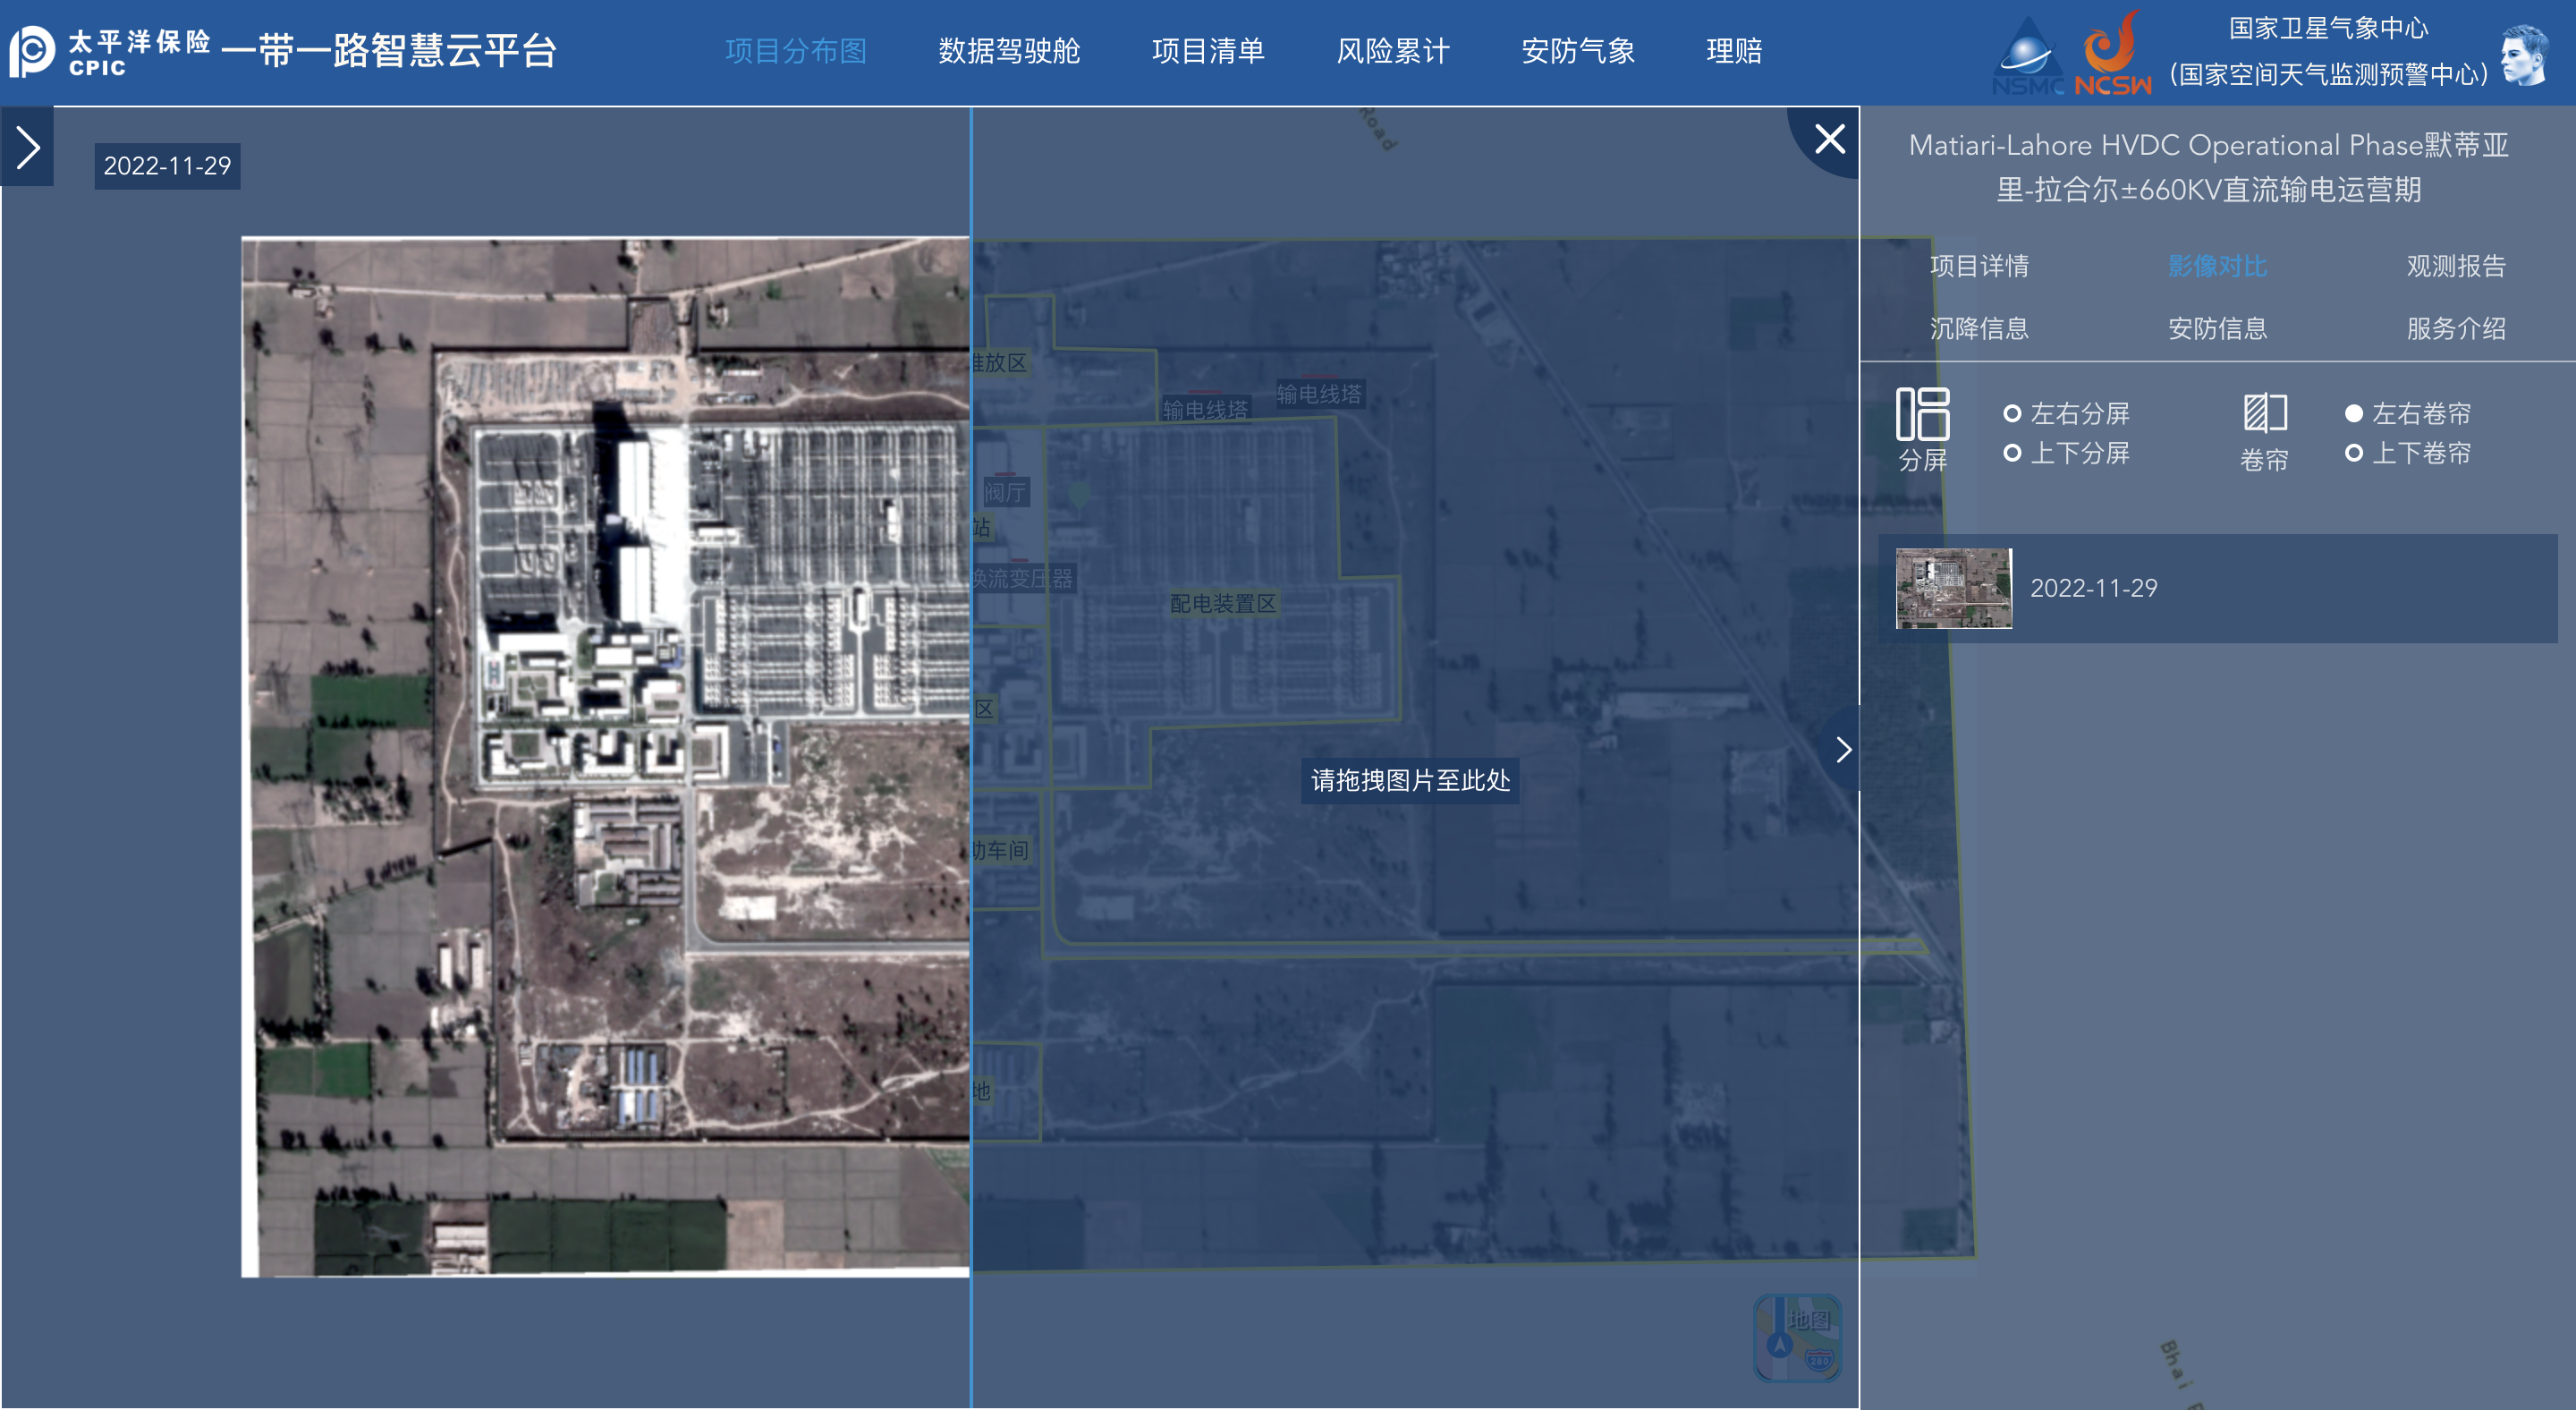 太平洋保险
CPIC
一带一路智慧云平台
项目分布图
数据驾驶舱
项目清单
风险累计
安防气象
理赔
NSMC
NCSW
国家卫星气象中心
(国家空间天气监测预警中心)
Road
2022-11-29
Matiari-Lahore HVDC Operational Phase默蒂亚
里-拉合尔±660KV直流输电运营期
项目详情
影像对比
观测报告
沉降信息
安防信息
服务介绍
分屏
左右分屏
上下分屏
卷帘
左右卷帘
上下卷帘
2022-11-29
堆放区
输电线塔
输电线塔
阀厅
站
换流变压器
配电装置区
区
请拖拽图片至此处
助车间
地
地图
280
Bhai